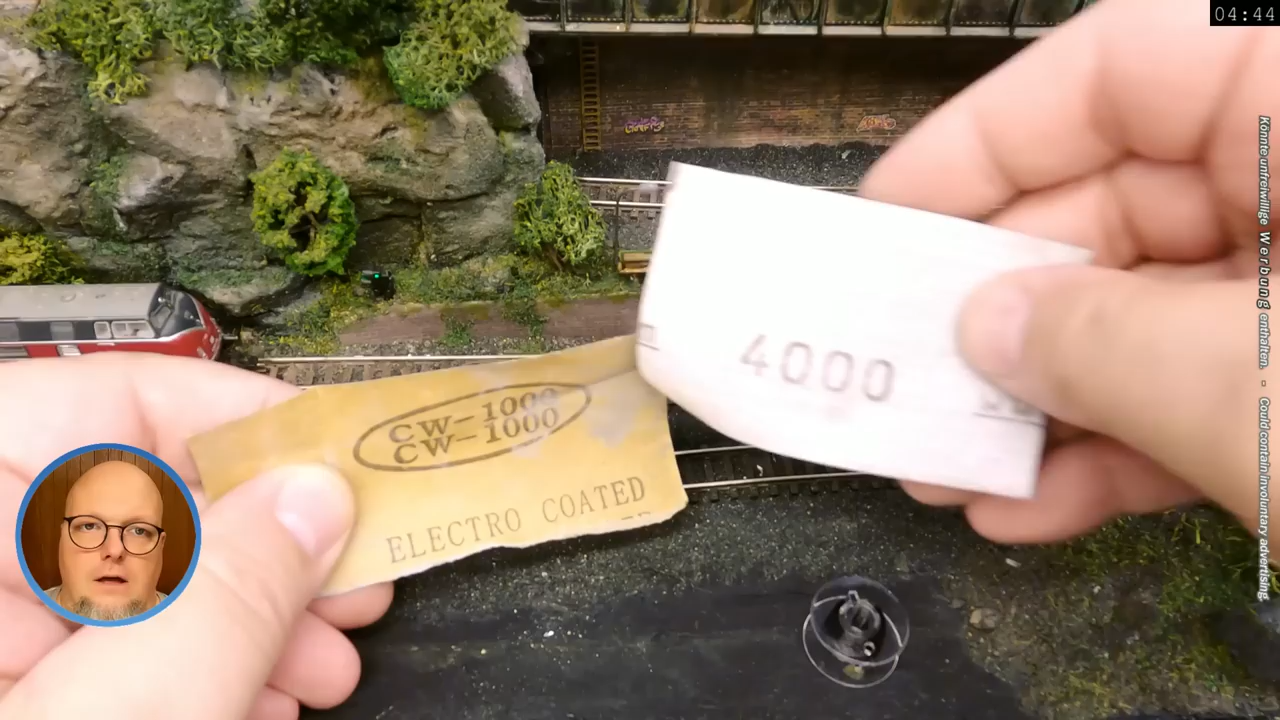 04:44
Könnte unfreiwillige Werbung enthalten. - Could contain involuntary advertising
4000
CW-1000
CW-1000
ELECTRO COATED